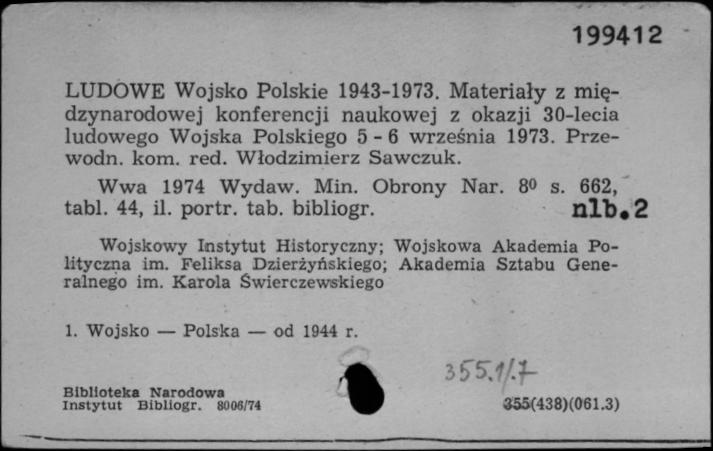 199412
LUDOWE Wojsko Polskie 1943-1973. Materiały z mię-
dzynarodowej konferencji naukowej z okazji 30-lecia
ludowego Wojska Polskiego 5 - 6 września 1973. Prze-
wodn. kom. red. Włodzimierz Sawczuk.
Wwa 1974 Wydaw. Min. Obrony Nar. 8⁰ s. 662,
tabl. 44, il. portr. tab. bibliogr. nlb.2
Wojskowy Instytut Historyczny; Wojskowa Akademia Po-
lityczna im. Feliksa Dzierżyńskiego; Akademia Sztabu Gene-
ralnego im. Karola Świerczewskiego
1. Wojsko — Polska — od 1944 r.
355.1/.7
Biblioteka Narodowa
Instytut Bibliogr. 8006/74 355(438)(061.3)